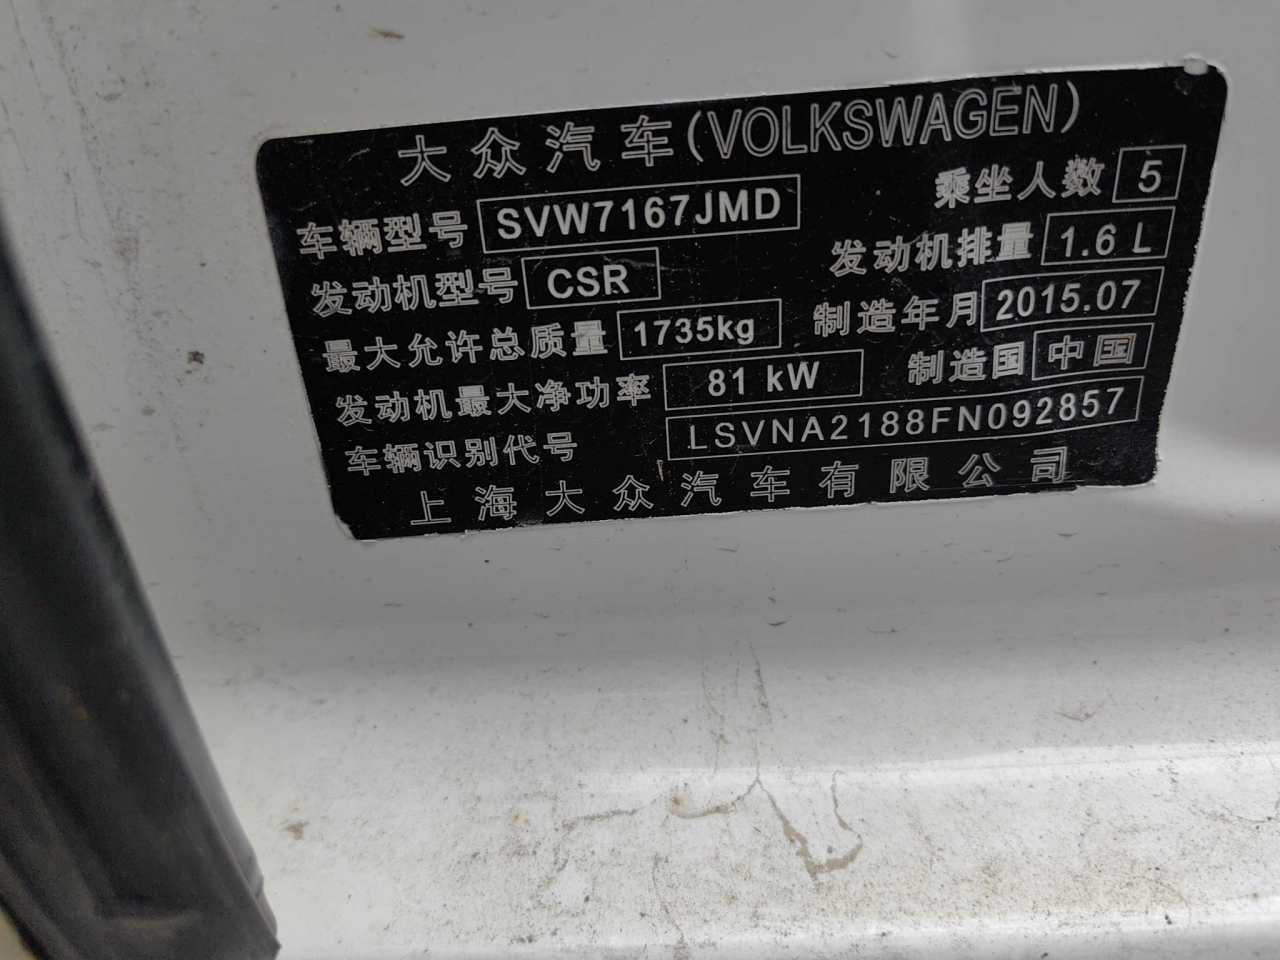 大众汽车(VOLKSWAGEN)
车辆型号 SVW7167JMD 乘坐人数 5
发动机型号 CSR 发动机排量 1.6 L
最大允许总质量 1735kg 制造年月 2015.07
发动机最大净功率 81 kW 制造国 中国
车辆识别代号 LSVNA2188FN092857
上海大众汽车有限公司